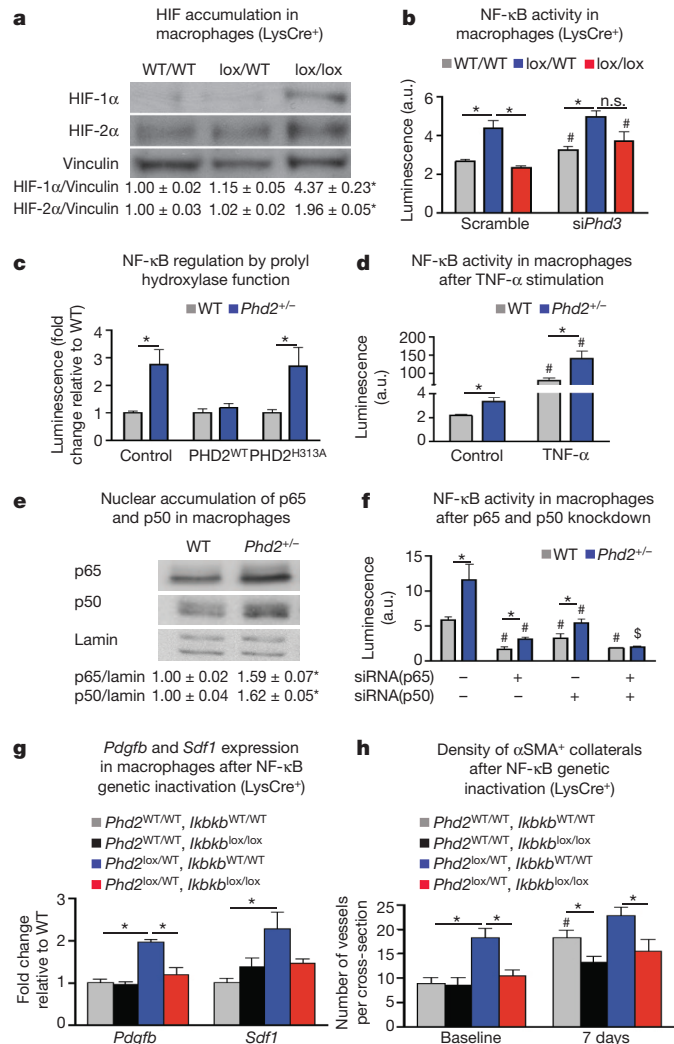 a
HIF accumulation in
macrophages (LysCre⁺)
WT/WT lox/WT lox/lox
HIF-1α
HIF-2α
Vinculin
HIF-1α/Vinculin 1.00 ± 0.02 1.15 ± 0.05 4.37 ± 0.23*
HIF-2α/Vinculin 1.00 ± 0.03 1.02 ± 0.02 1.96 ± 0.05*
b
NF-κB activity in
macrophages (LysCre⁺)
WT/WT lox/WT lox/lox
Luminescence (a.u.)
6
4
2
0
* * * n.s.
# #
Scramble siPhd3
c
NF-κB regulation by prolyl
hydroxylase function
WT Phd2⁺/⁻
Luminescence (fold
change relative to WT)
4
3
2
1
0
* *
Control PHD2ᵂᵀ PHD2ᴴ³¹³ᴬ
d
NF-κB activity in macrophages
after TNF-α stimulation
WT Phd2⁺/⁻
Luminescence
(a.u.)
200
150
100
50
4
2
0
* # * #
Control TNF-α
e
Nuclear accumulation of p65
and p50 in macrophages
WT Phd2⁺/⁻
p65
p50
Lamin
p65/lamin 1.00 ± 0.02 1.59 ± 0.07*
p50/lamin 1.00 ± 0.04 1.62 ± 0.05*
f
NF-κB activity in macrophages
after p65 and p50 knockdown
WT Phd2⁺/⁻
Luminescence
(a.u.)
15
10
5
0
* # * # # * # # $
siRNA(p65) – + – +
siRNA(p50) – – + +
g
Pdgfb and Sdf1 expression
in macrophages after NF-κB
genetic inactivation (LysCre⁺)
Phd2ᵂᵀ/ᵂᵀ, Ikbkbᵂᵀ/ᵂᵀ
Phd2ᵂᵀ/ᵂᵀ, Ikbkbˡᵒˣ/ˡᵒˣ
Phd2ˡᵒˣ/ᵂᵀ, Ikbkbᵂᵀ/ᵂᵀ
Phd2ˡᵒˣ/ᵂᵀ, Ikbkbˡᵒˣ/ˡᵒˣ
Fold change
relative to WT
3
2
1
0
* * *
Pdgfb Sdf1
h
Density of αSMA⁺ collaterals
after NF-κB genetic
inactivation (LysCre⁺)
Phd2ᵂᵀ/ᵂᵀ, Ikbkbᵂᵀ/ᵂᵀ
Phd2ᵂᵀ/ᵂᵀ, Ikbkbˡᵒˣ/ˡᵒˣ
Phd2ˡᵒˣ/ᵂᵀ, Ikbkbᵂᵀ/ᵂᵀ
Phd2ˡᵒˣ/ᵂᵀ, Ikbkbˡᵒˣ/ˡᵒˣ
Number of vessels
per cross-section
25
20
15
10
5
0
* * # * *
Baseline 7 days